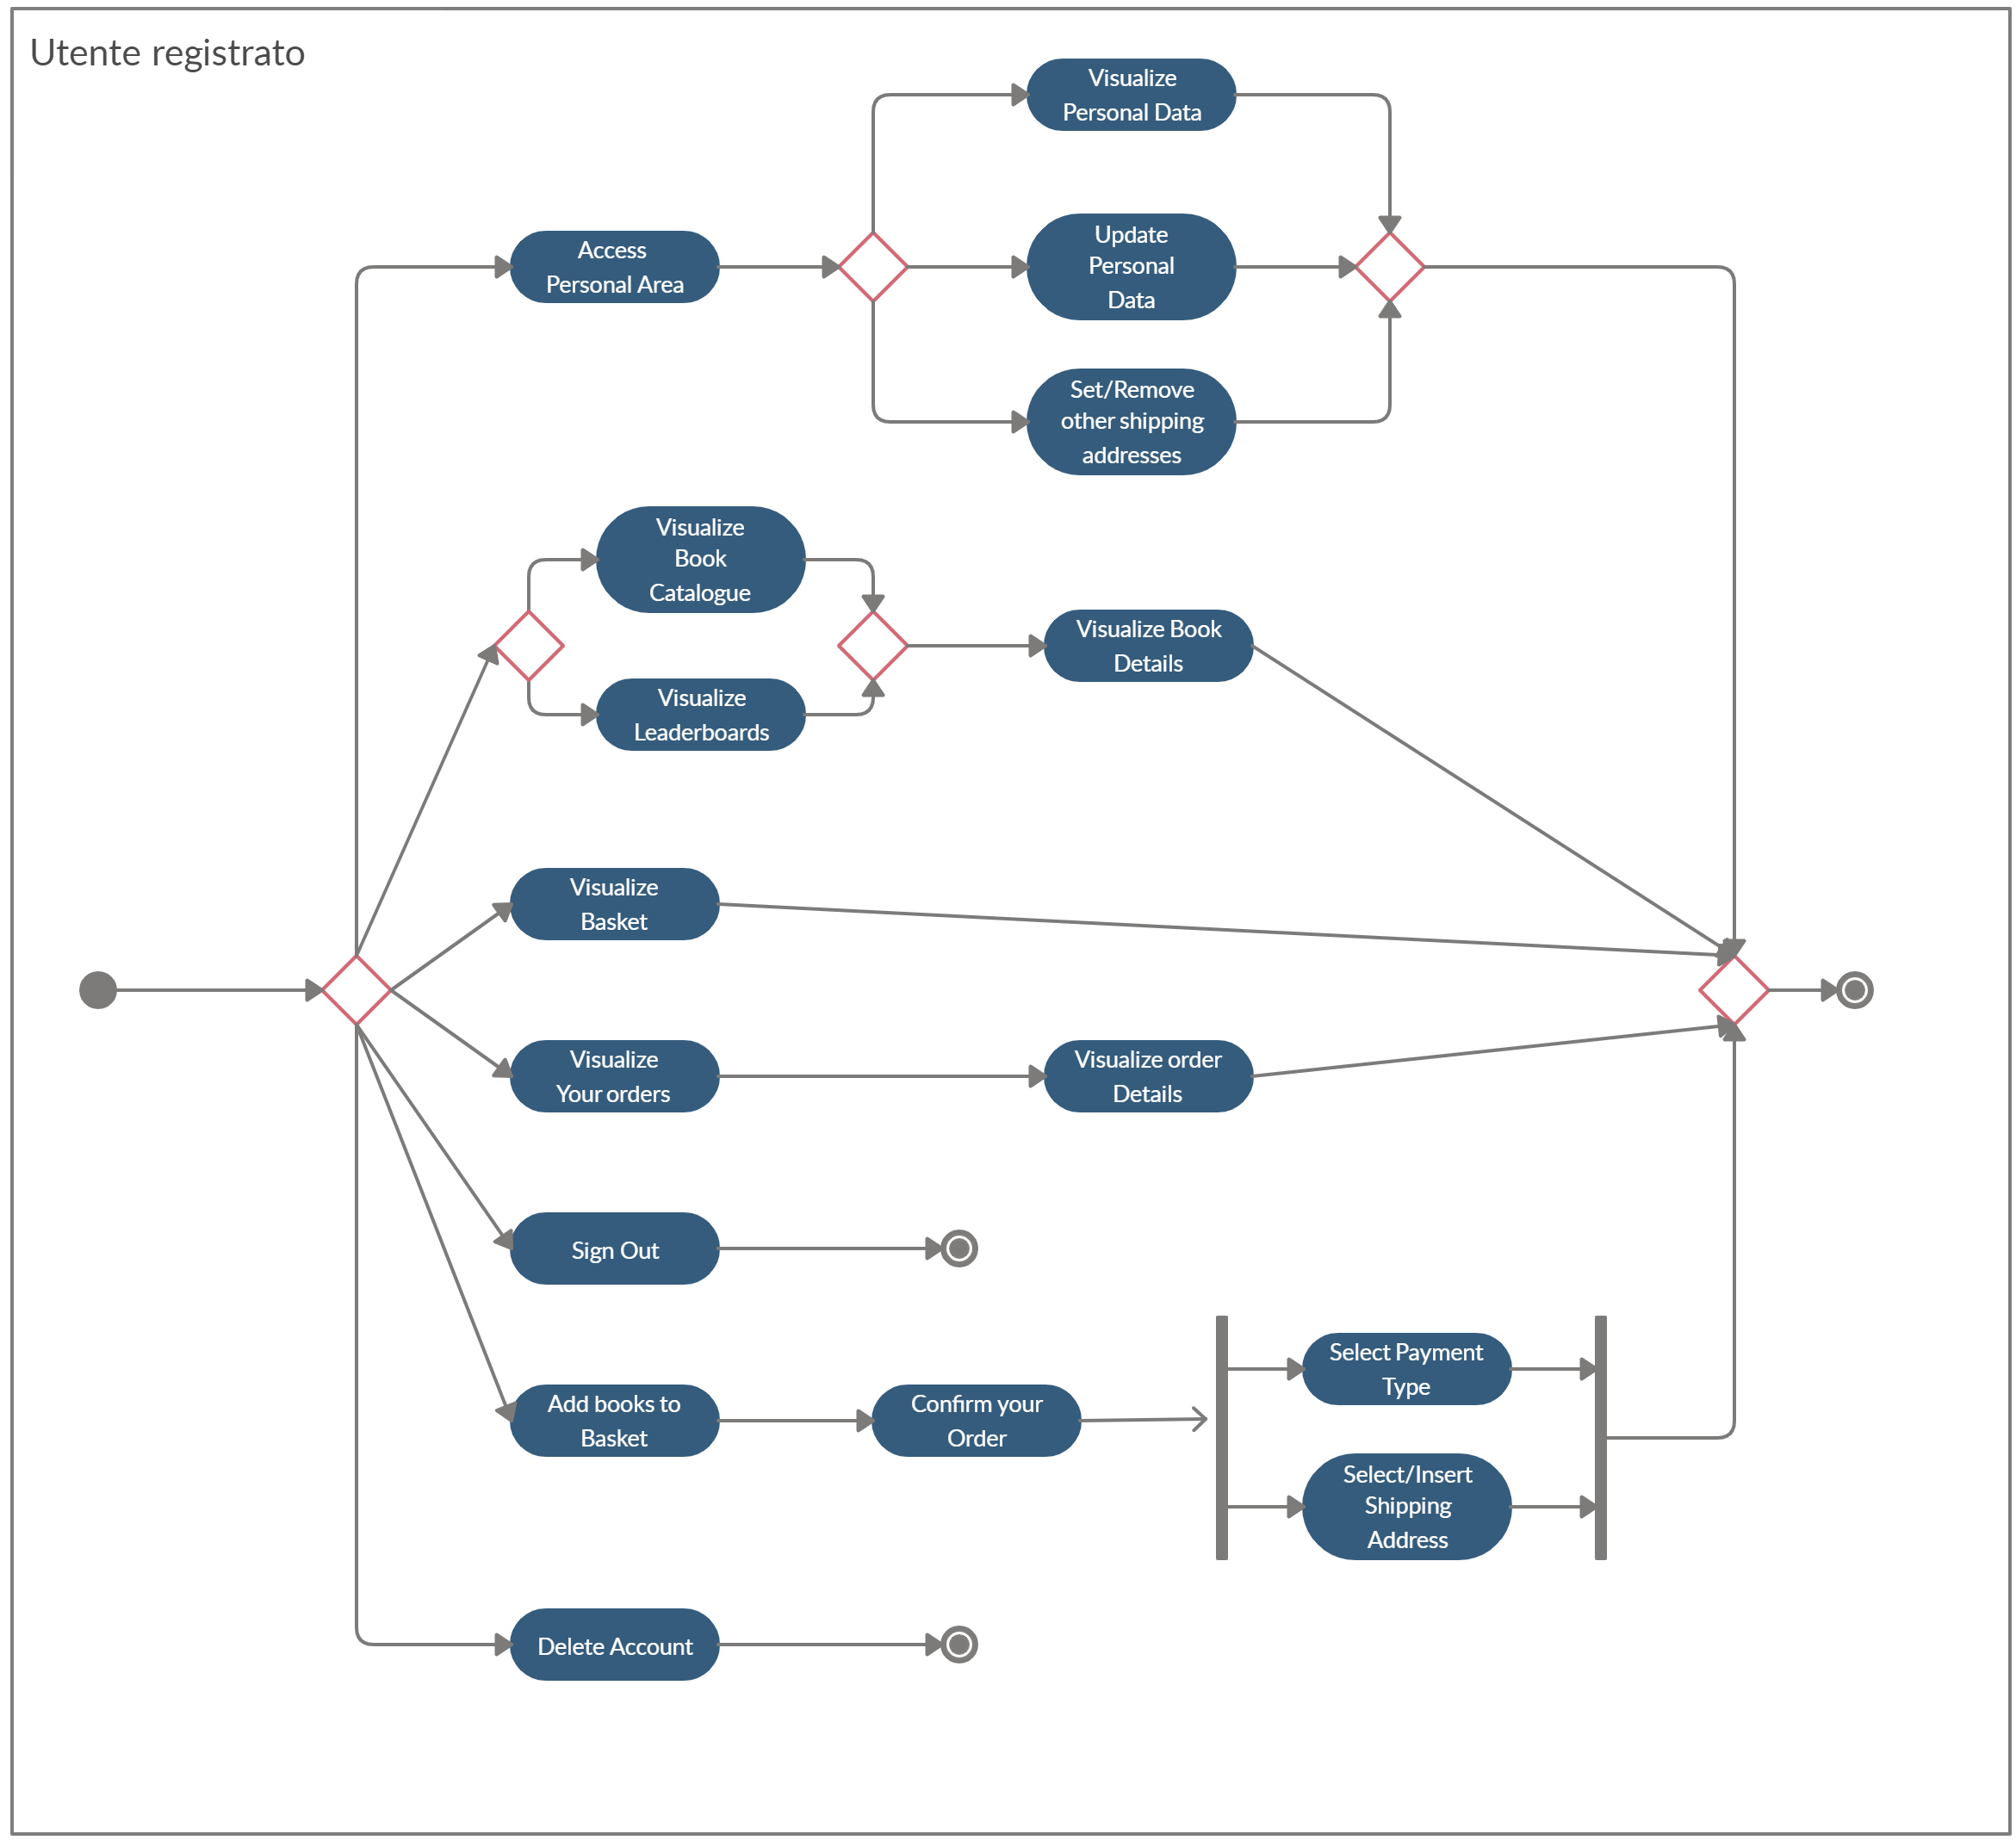 Utente registrato
Visualize
Personal Data
Access
Personal Area
Update
Personal
Data
Set/Remove
other shipping
addresses
Visualize
Book
Catalogue
Visualize
Leaderboards
Visualize Book
Details
Visualize
Basket
Visualize
Your orders
Visualize order
Details
Sign Out
Add books to
Basket
Confirm your
Order
Select Payment
Type
Select/Insert
Shipping
Address
Delete Account